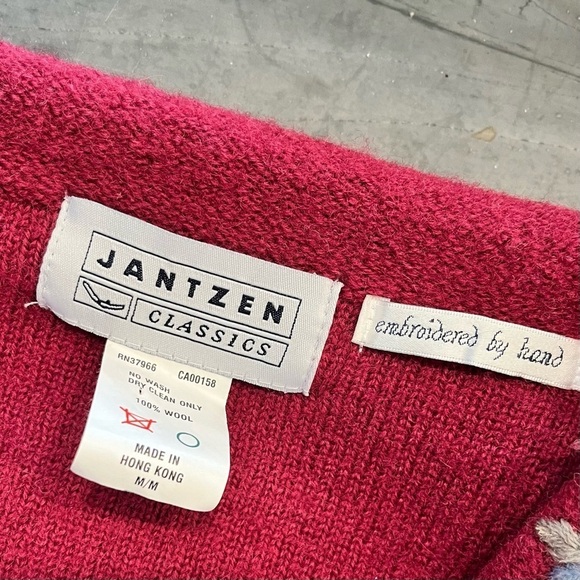 JANTZEN
CLASSICS
embroidered by hand
RN37966 CA00158
NO WASH
DRY CLEAN ONLY
100% WOOL
MADE IN
HONG KONG
M/M